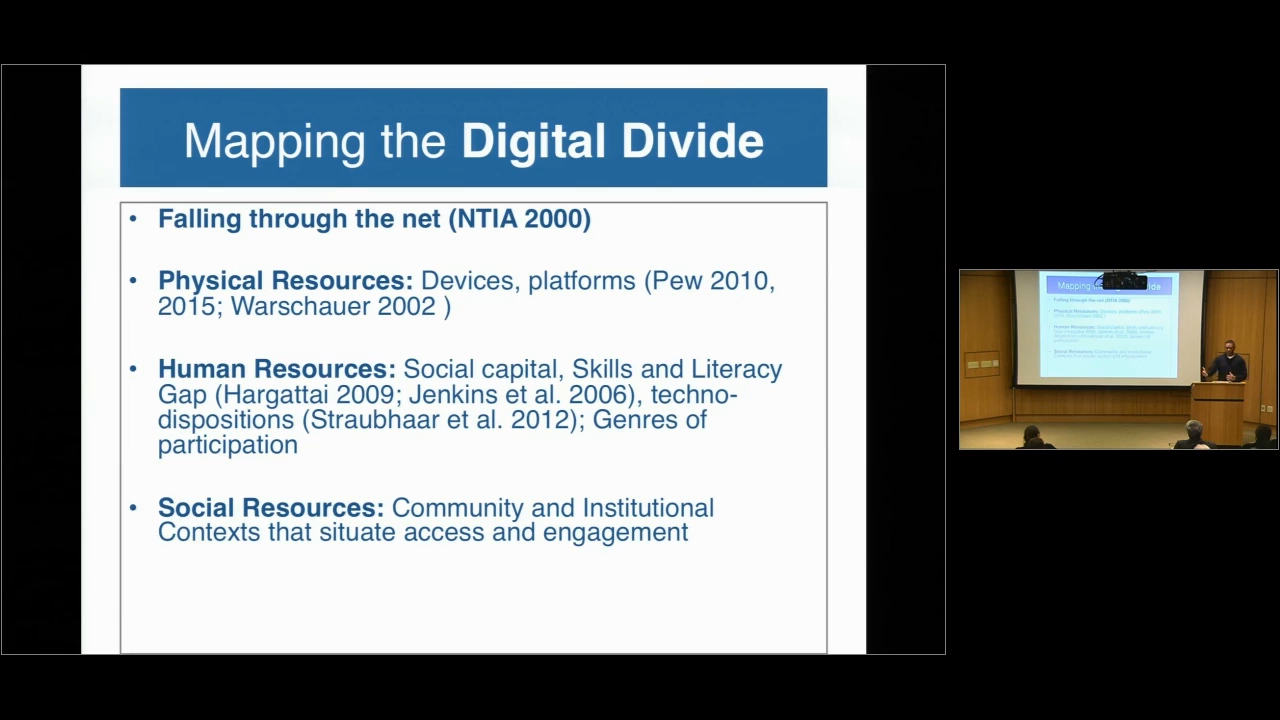 Mapping the Digital Divide
• Falling through the net (NTIA 2000)
• Physical Resources: Devices, platforms (Pew 2010,
2015; Warschauer 2002 )
• Human Resources: Social capital, Skills and Literacy
Gap (Hargattai 2009; Jenkins et al. 2006), techno-
dispositions (Straubhaar et al. 2012); Genres of
participation
• Social Resources: Community and Institutional
Contexts that situate access and engagement